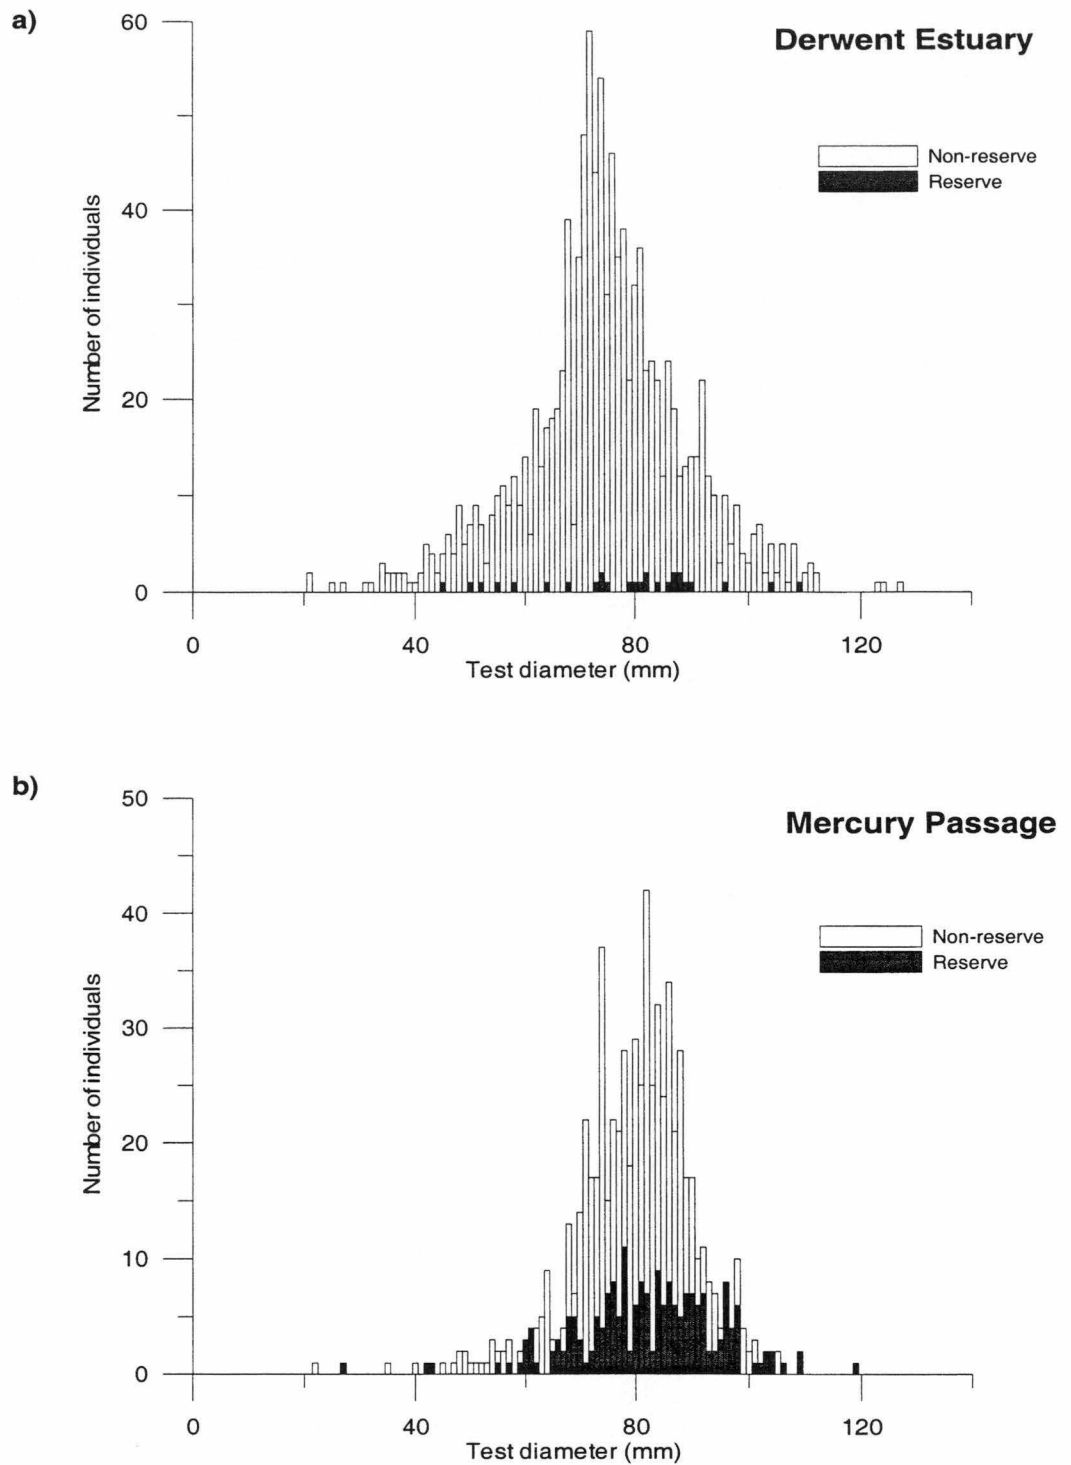 a)
Derwent Estuary
60
40
20
0
Number of individuals
Non-reserve
Reserve
0 40 80 120
Test diameter (mm)
b)
Mercury Passage
50
40
30
20
10
0
Number of individuals
Non-reserve
Reserve
0 40 80 120
Test diameter (mm)